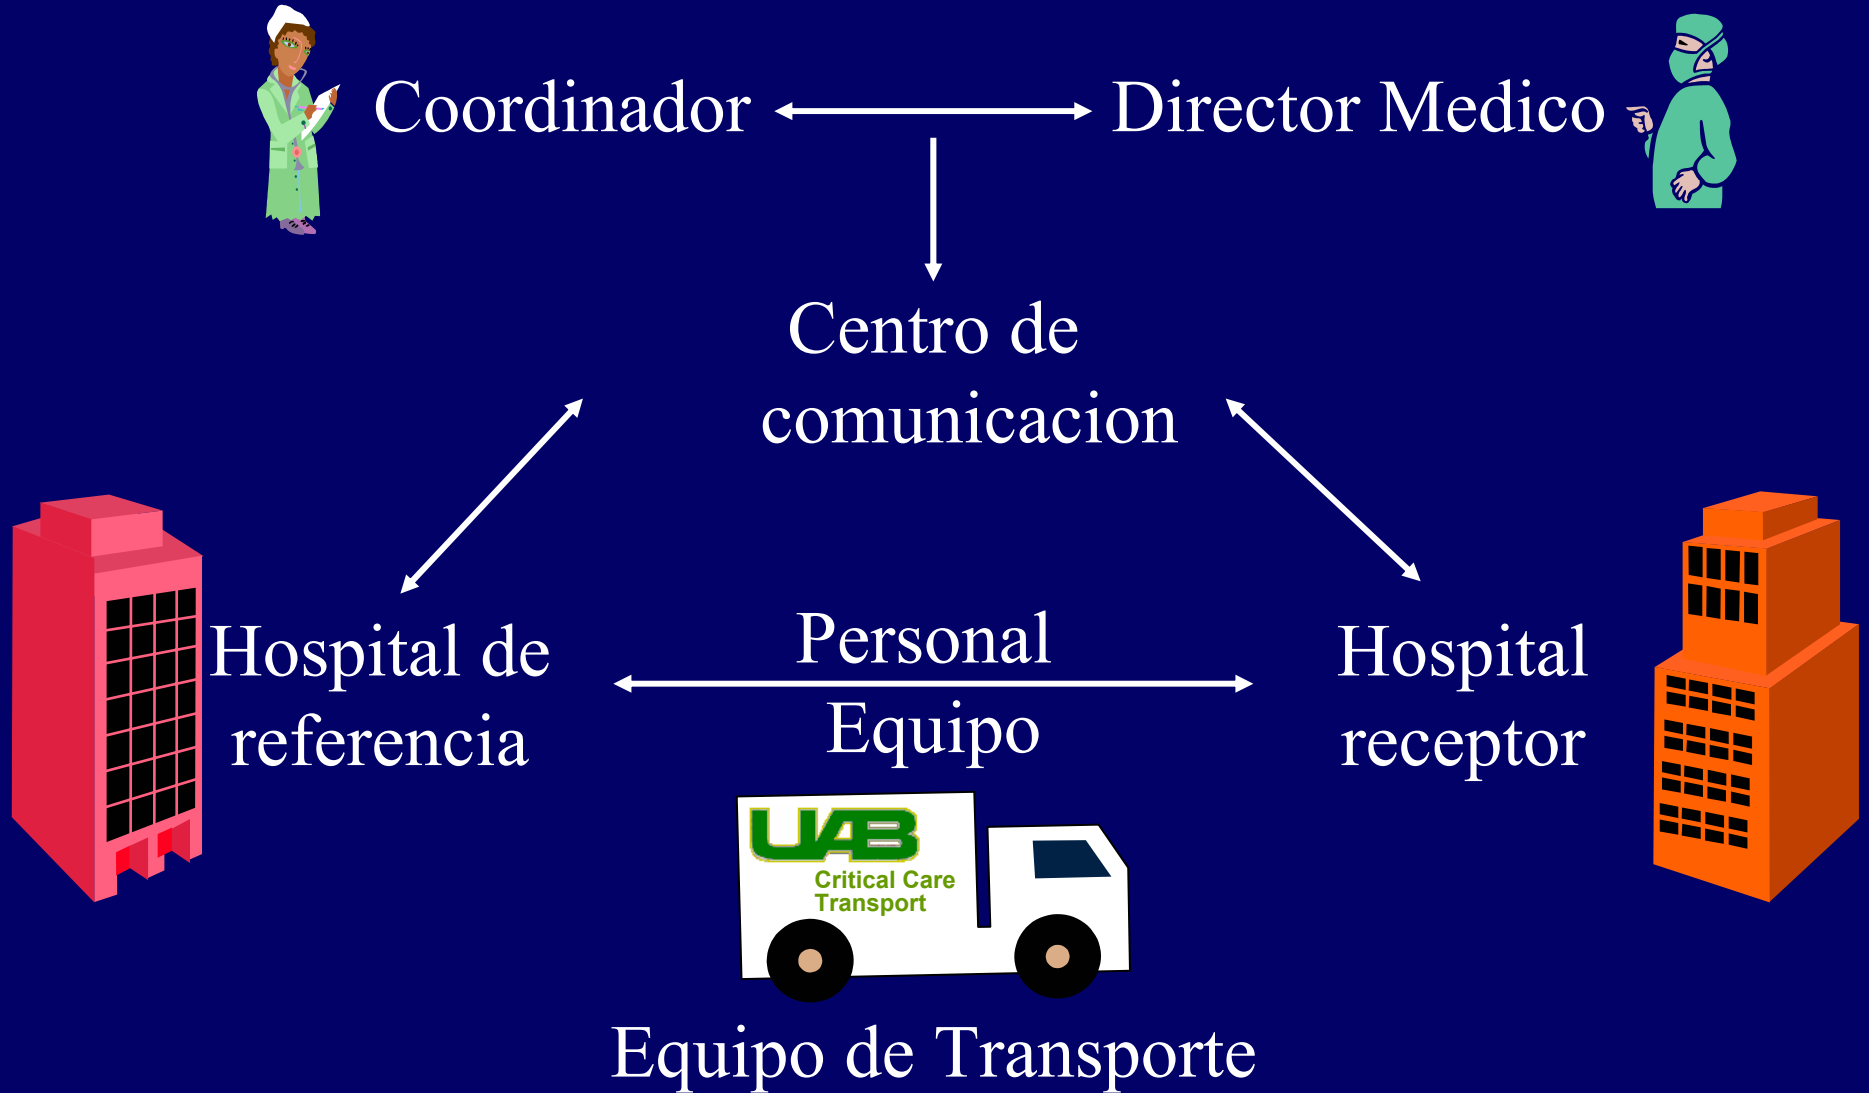 Coordinador
Director Medico
Centro de
comunicacion
Hospital de
referencia
Personal
Equipo
Hospital
receptor
UAB
Critical Care
Transport
Equipo de Transporte